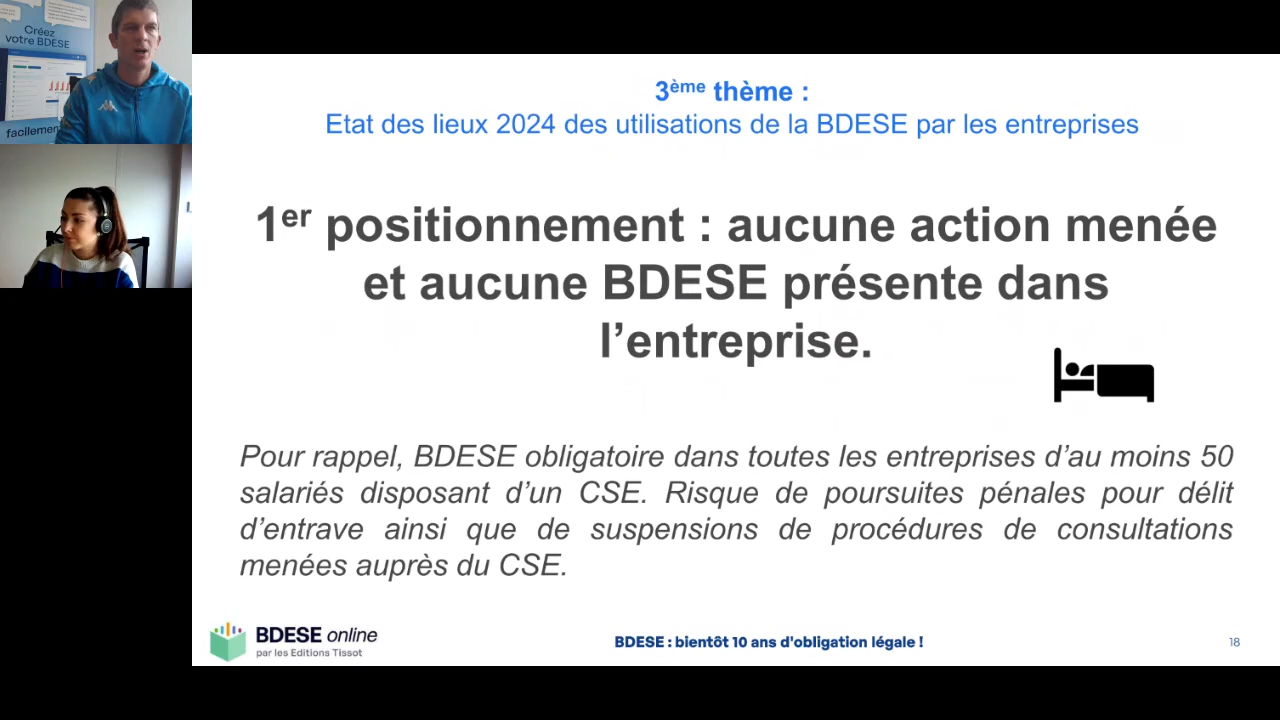 Créez
votre BDESE
facilement
3ème thème :
Etat des lieux 2024 des utilisations de la BDESE par les entreprises
1er positionnement : aucune action menée
et aucune BDESE présente dans
l’entreprise.
Pour rappel, BDESE obligatoire dans toutes les entreprises d’au moins 50
salariés disposant d’un CSE. Risque de poursuites pénales pour délit
d’entrave ainsi que de suspensions de procédures de consultations
menées auprès du CSE.
BDESE online
par les Editions Tissot
BDESE : bientôt 10 ans d'obligation légale !
18